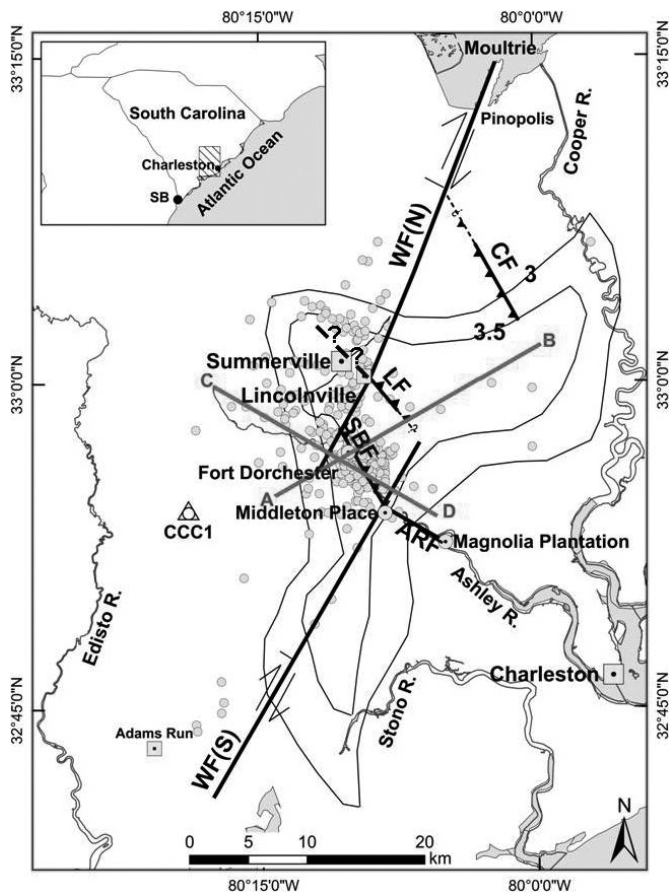 80°15'0"W
80°0'0"W
33°15'0"N
33°15'0"N
Moultrie
South Carolina
Pinopolis
Cooper R.
Charleston
SB
Atlantic Ocean
WF(N)
CF
3
3.5
?
?
B
Summerville
C
33°0'0"N
33°0'0"N
LF
Lincolnville
SBF
Fort Dorchester
A
Middleton Place
D
CCC1
ARF
Magnolia Plantation
Ashley R.
Edisto R.
Charleston
Stono R.
32°45'0"N
32°45'0"N
Adams Run
WF(S)
N
0 5 10 20
km
80°15'0"W
80°0'0"W